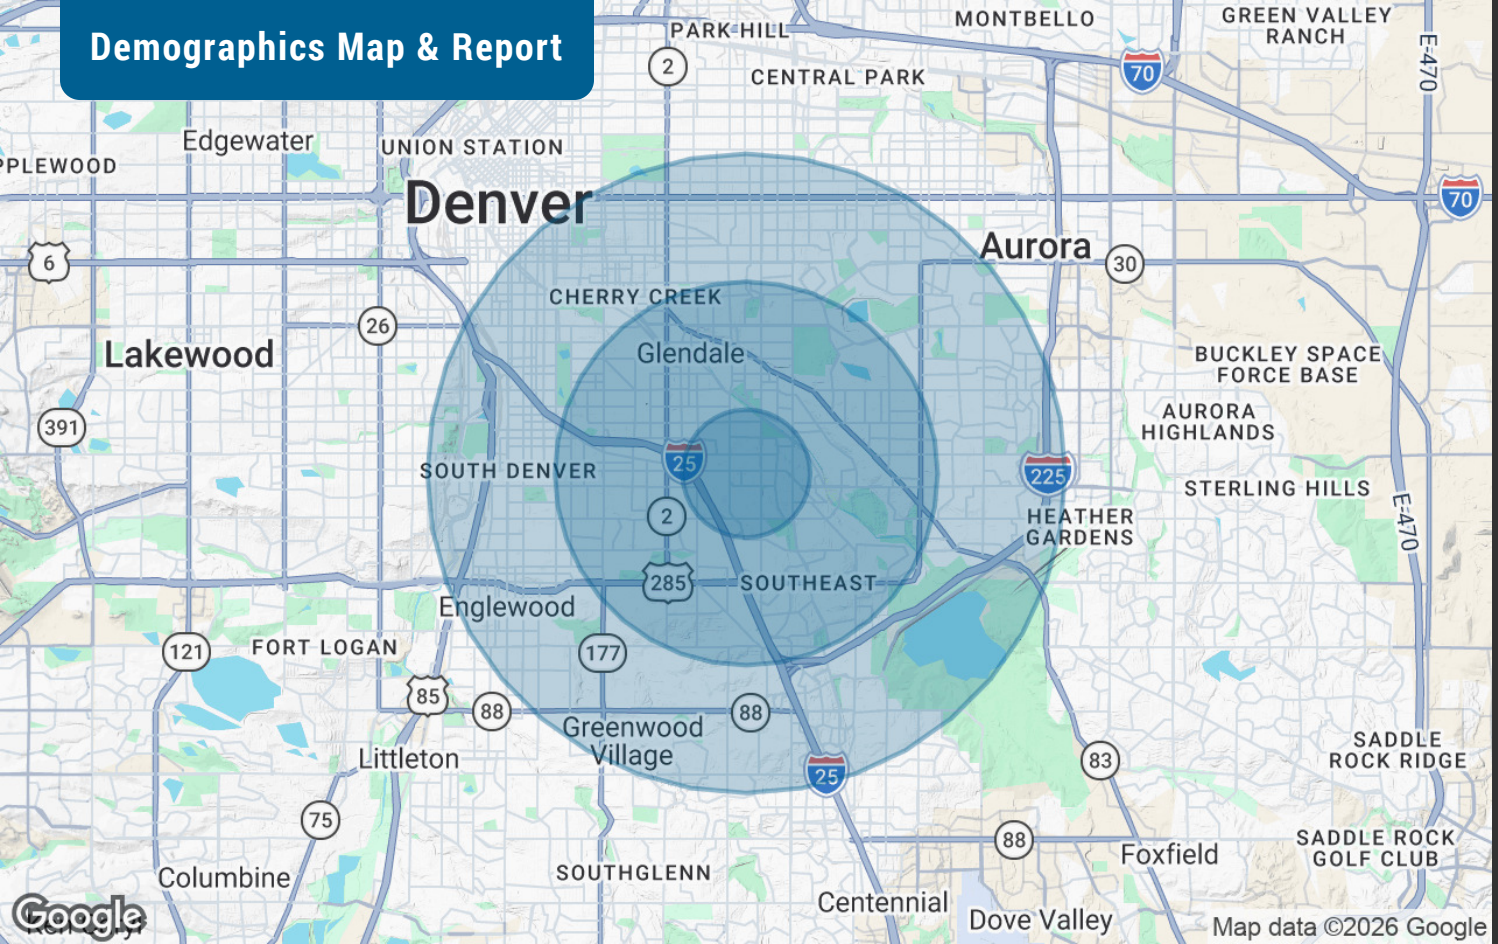 Demographics Map & Report
PARK HILL
MONTBELLO
GREEN VALLEY
RANCH
E-470
2
70
CENTRAL PARK
Edgewater
UNION STATION
PPLEWOOD
Denver
70
Aurora
30
6
CHERRY CREEK
26
Glendale
Lakewood
BUCKLEY SPACE
FORCE BASE
391
AURORA
HIGHLANDS
25
SOUTH DENVER
225
STERLING HILLS
2
HEATHER
GARDENS
E-470
285
SOUTHEAST
Englewood
121
FORT LOGAN
177
85
88
88
Greenwood
Village
Littleton
25
83
SADDLE
ROCK RIDGE
75
88
SADDLE ROCK
GOLF CLUB
Foxfield
Columbine
SOUTHGLENN
Centennial
Dove Valley
Google
Ken Caryl
Map data ©2026 Google